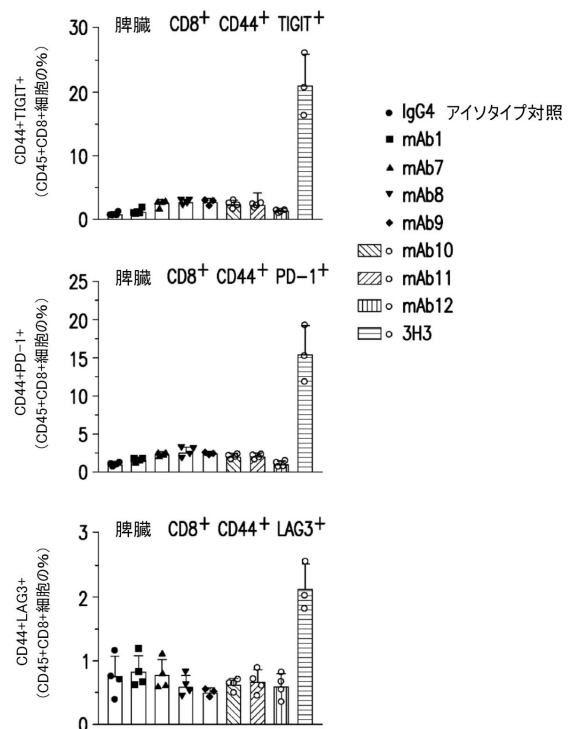 脾臓 CD8+ CD44+ TIGIT+
CD44+TIGIT+
(CD45+CD8+細胞の%)
30
20
10
5
0
IgG4 アイソタイプ対照
mAb1
mAb7
mAb8
mAb9
mAb10
mAb11
mAb12
3H3
脾臓 CD8+ CD44+ PD-1+
CD44+PD-1+
(CD45+CD8+細胞の%)
25
20
15
10
5
2
0
脾臓 CD8+ CD44+ LAG3+
CD44+LAG3+
(CD45+CD8+細胞の%)
3
2
1
0